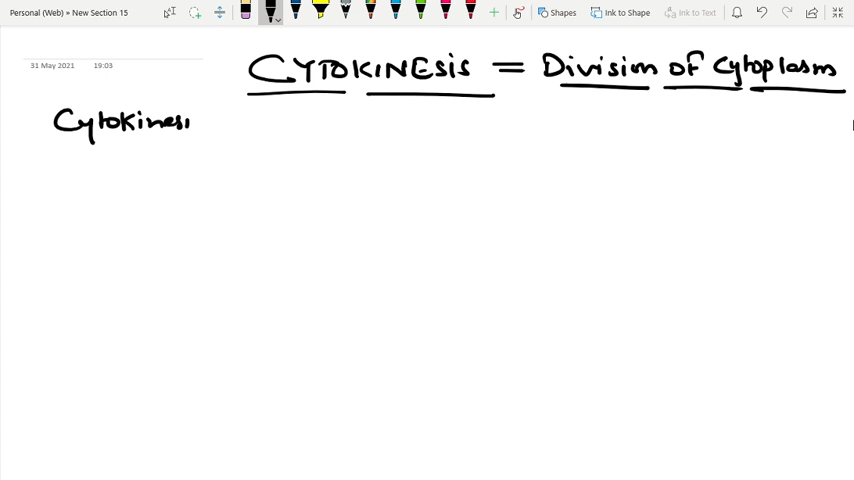 Personal (Web) » New Section 15
Shapes
Ink to Shape
Ink to Text
31 May 2021 19:03
CYTOKINESIS = Division of Cytoplasm
Cytokinesi